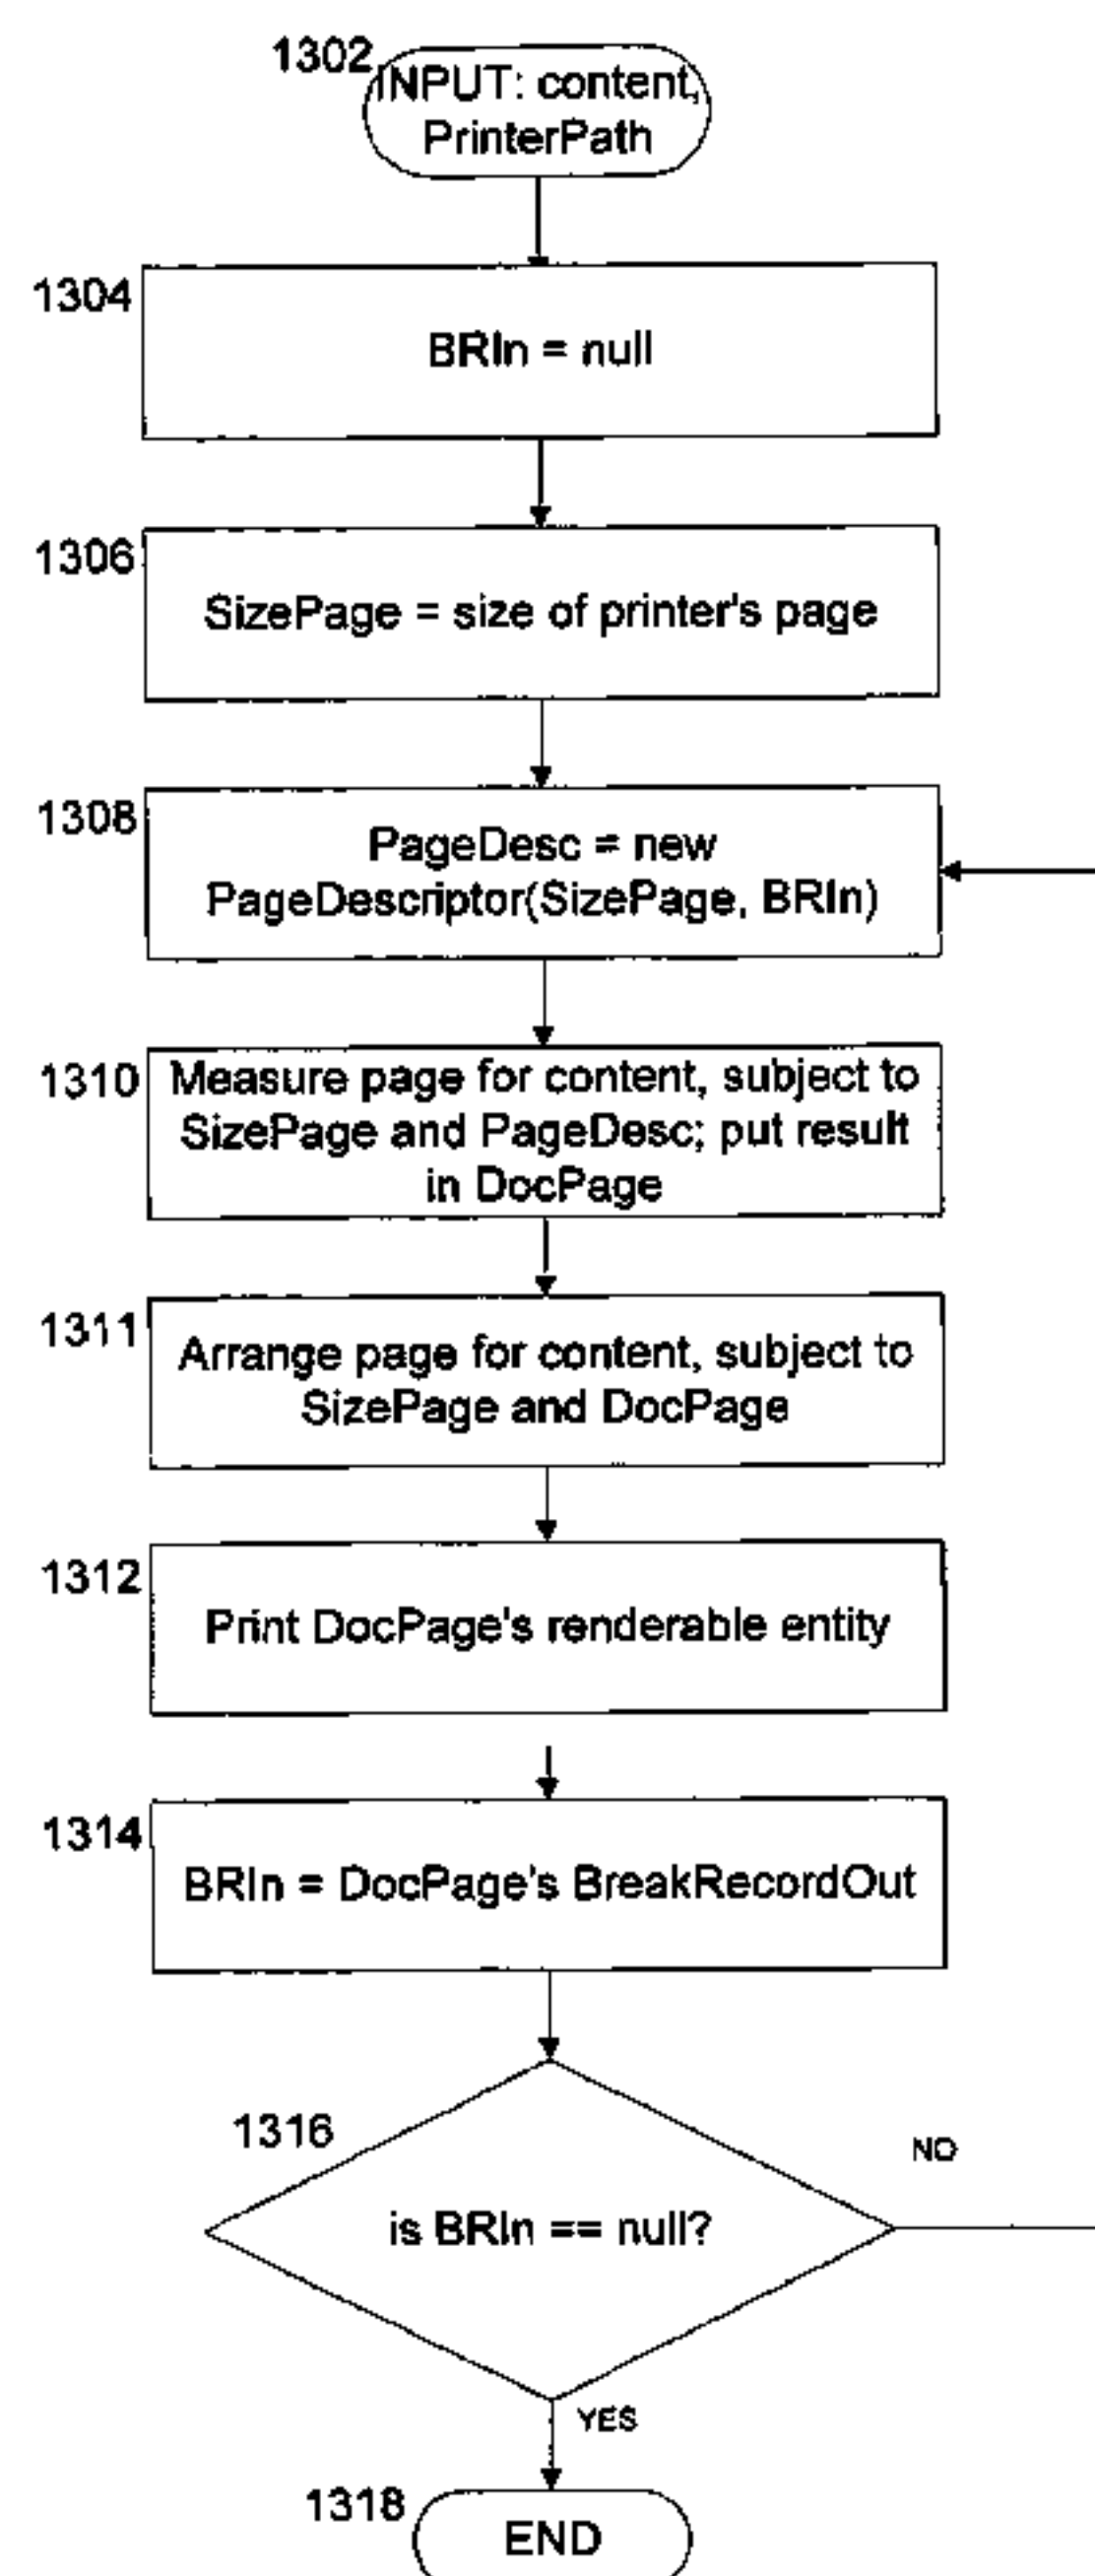 1302
INPUT: content,
PrinterPath
1304
BRIn = null
1306
SizePage = size of printer's page
1308
PageDesc = new
PageDescriptor(SizePage, BRIn)
1310
Measure page for content, subject to
SizePage and PageDesc; put result
in DocPage
1311
Arrange page for content, subject to
SizePage and DocPage
1312
Print DocPage's renderable entity
1314
BRIn = DocPage's BreakRecordOut
1316
is BRIn == null?
NO
YES
1318
END